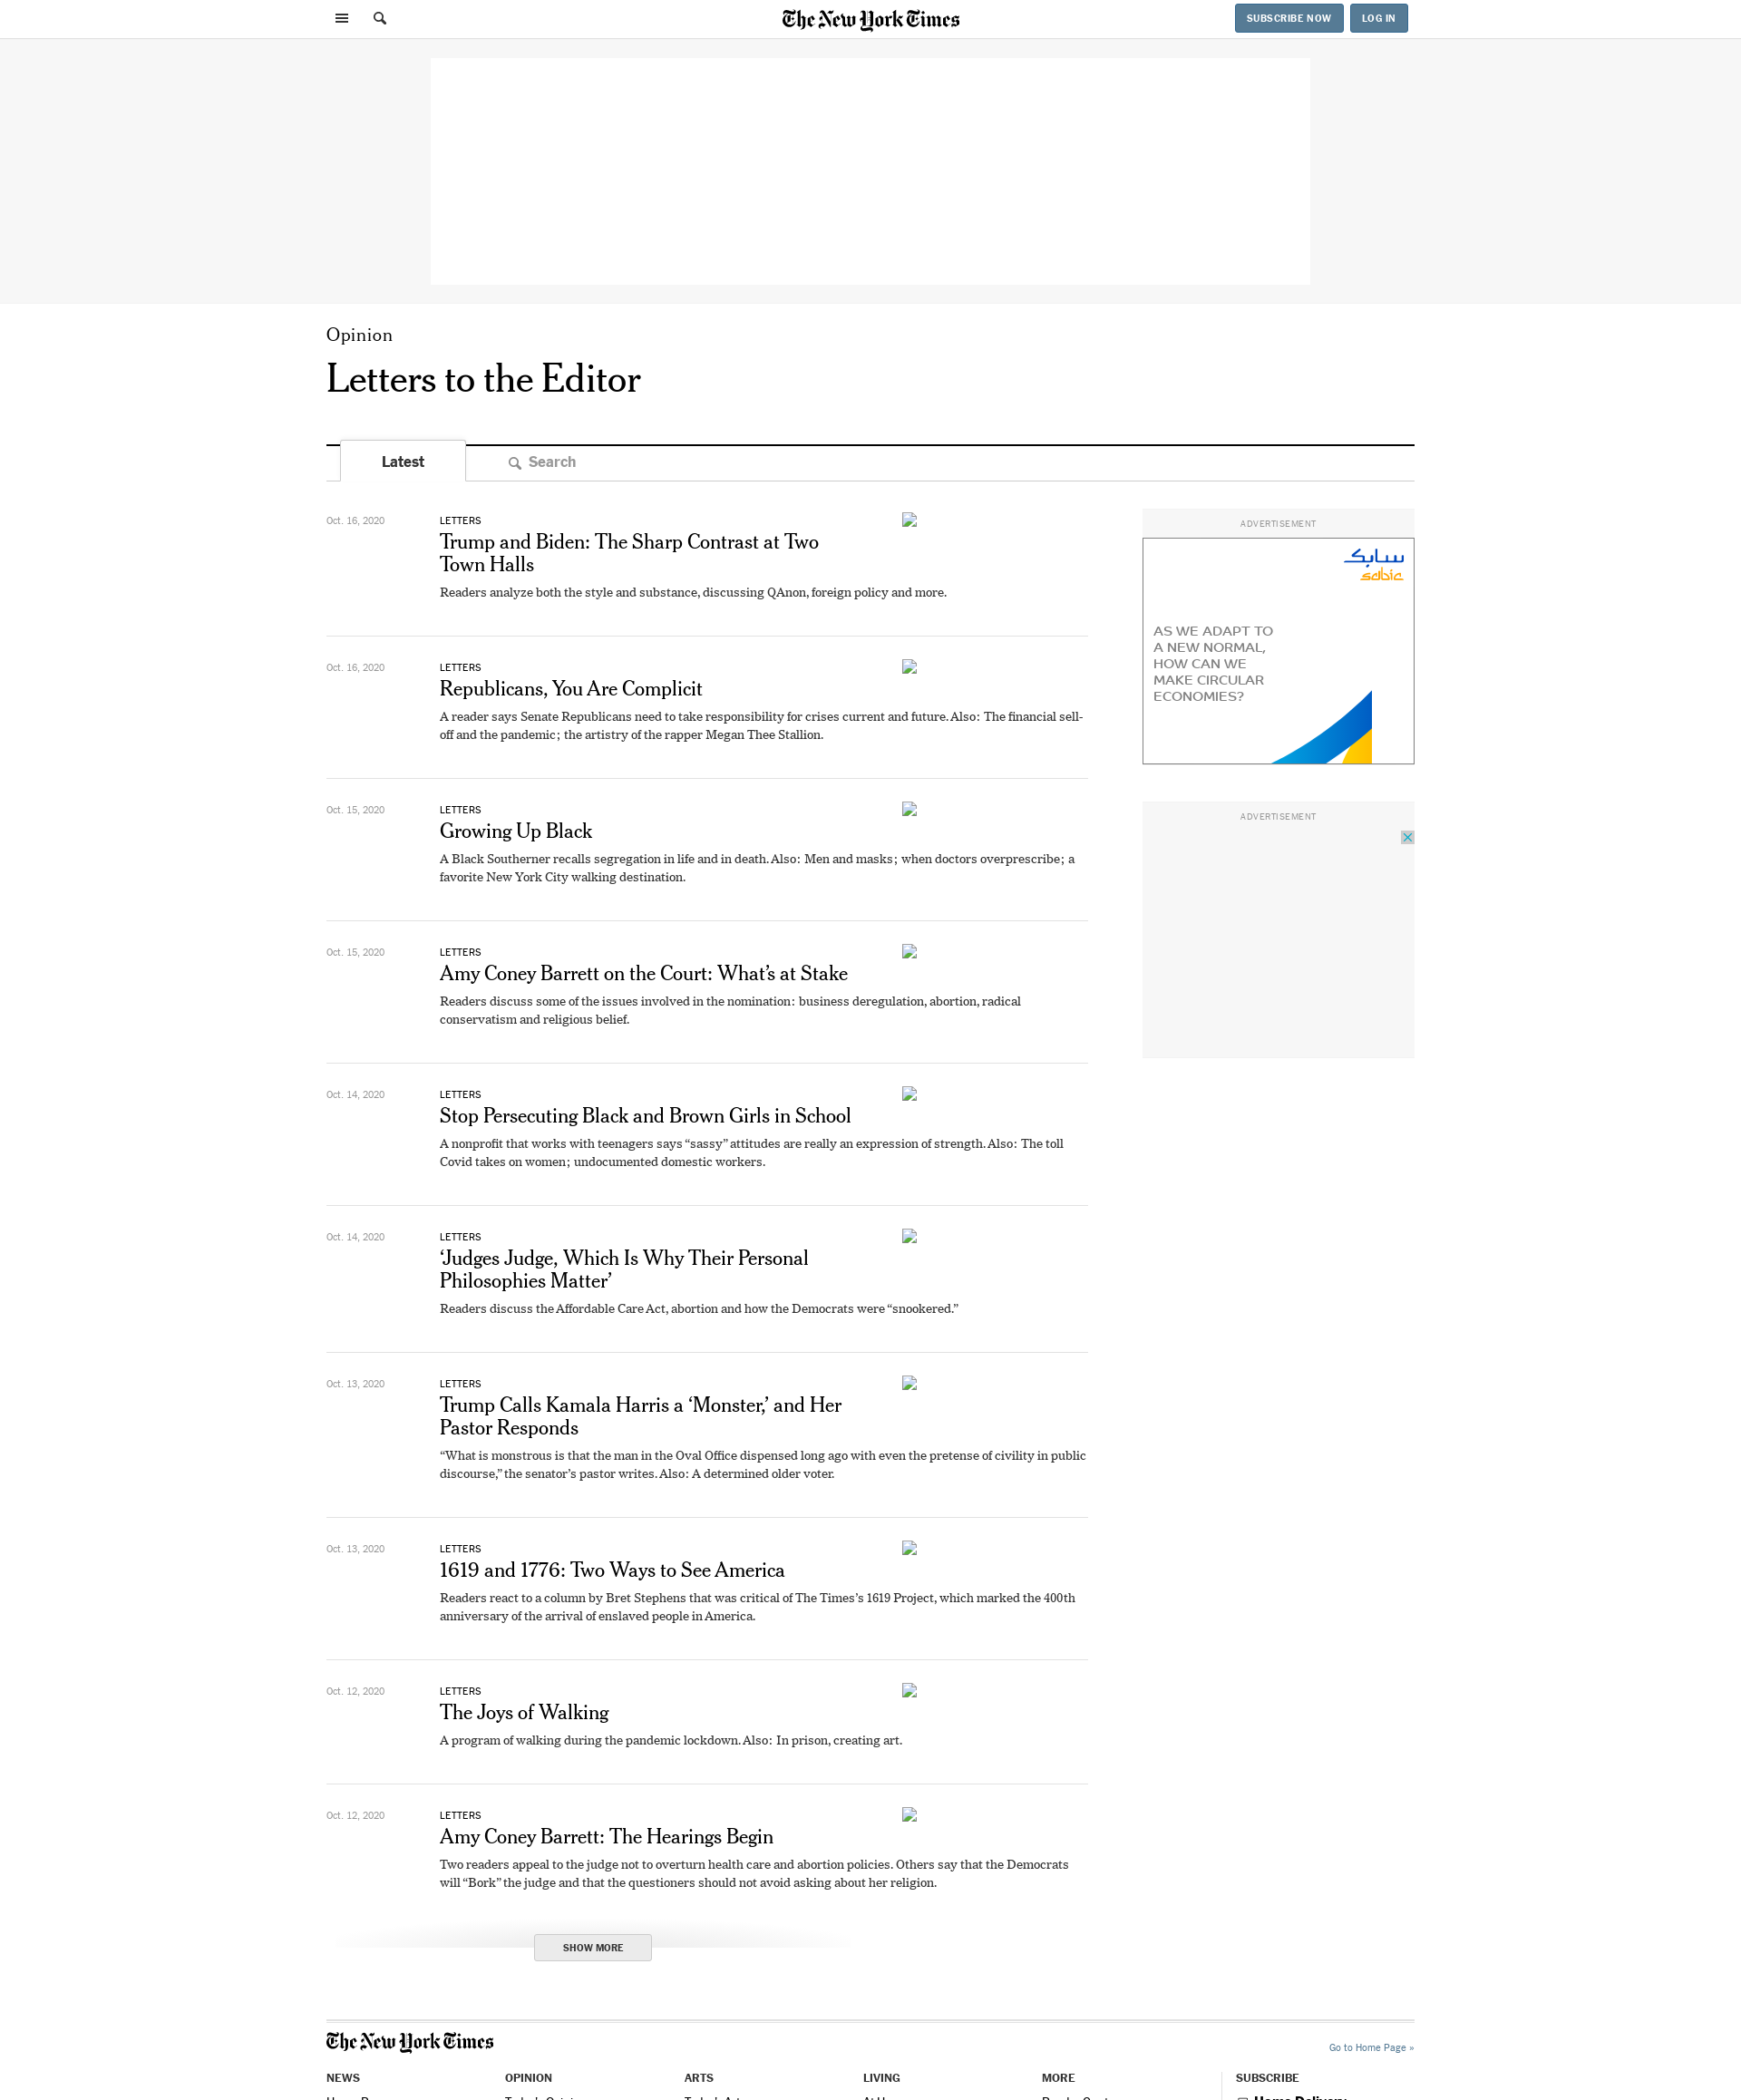 The New York Times
SUBSCRIBE NOW
LOG IN
Opinion
Letters to the Editor
Latest
Search
Oct. 16, 2020
LETTERS
Trump and Biden: The Sharp Contrast at Two
Town Halls
Readers analyze both the style and substance, discussing QAnon, foreign policy and more.
Oct. 16, 2020
LETTERS
Republicans, You Are Complicit
A reader says Senate Republicans need to take responsibility for crises current and future. Also: The financial sell-
off and the pandemic; the artistry of the rapper Megan Thee Stallion.
Oct. 15, 2020
LETTERS
Growing Up Black
A Black Southerner recalls segregation in life and in death. Also: Men and masks; when doctors overprescribe; a
favorite New York City walking destination.
Oct. 15, 2020
LETTERS
Amy Coney Barrett on the Court: What’s at Stake
Readers discuss some of the issues involved in the nomination: business deregulation, abortion, radical
conservatism and religious belief.
Oct. 14, 2020
LETTERS
Stop Persecuting Black and Brown Girls in School
A nonprofit that works with teenagers says “sassy” attitudes are really an expression of strength. Also: The toll
Covid takes on women; undocumented domestic workers.
Oct. 14, 2020
LETTERS
‘Judges Judge, Which Is Why Their Personal
Philosophies Matter’
Readers discuss the Affordable Care Act, abortion and how the Democrats were “snookered.”
Oct. 13, 2020
LETTERS
Trump Calls Kamala Harris a ‘Monster,’ and Her
Pastor Responds
“What is monstrous is that the man in the Oval Office dispensed long ago with even the pretense of civility in public
discourse,” the senator’s pastor writes. Also: A determined older voter.
Oct. 13, 2020
LETTERS
1619 and 1776: Two Ways to See America
Readers react to a column by Bret Stephens that was critical of The Times’s 1619 Project, which marked the 400th
anniversary of the arrival of enslaved people in America.
Oct. 12, 2020
LETTERS
The Joys of Walking
A program of walking during the pandemic lockdown. Also: In prison, creating art.
Oct. 12, 2020
LETTERS
Amy Coney Barrett: The Hearings Begin
Two readers appeal to the judge not to overturn health care and abortion policies. Others say that the Democrats
will “Bork” the judge and that the questioners should not avoid asking about her religion.
SHOW MORE
ADVERTISEMENT
سابك
sabic
AS WE ADAPT TO
A NEW NORMAL,
HOW CAN WE
MAKE CIRCULAR
ECONOMIES?
ADVERTISEMENT
The New York Times
Go to Home Page »
NEWS
OPINION
ARTS
LIVING
MORE
SUBSCRIBE
Home Delivery